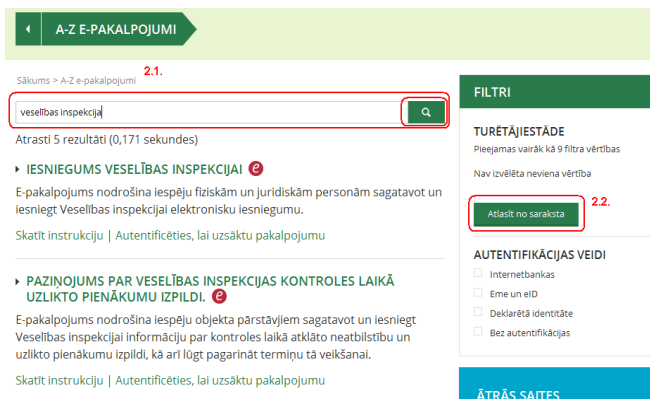 A-Z E-PAKALPOJUMI
2.1.
Sākums > A-Z e-pakalpojumi
veselības inspekcija
Atrasti 5 rezultāti (0,171 sekundes)
IESNIEGUMS VESELĪBAS INSPEKCIJAI e
E-pakalpojums nodrošina iespēju fiziskām un juridiskām personām sagatavot un
iesniegt Veselības inspekcijai elektronisku iesniegumu.
Skatīt instrukciju | Autentificēties, lai uzsāktu pakalpojumu
PAZIŅOJUMS PAR VESELĪBAS INSPEKCIJAS KONTROLES LAIKĀ
UZLIKTO PIENĀKUMU IZPILDI. e
E-pakalpojums nodrošina iespēju objekta pārstāvjiem sagatavot un iesniegt
Veselības inspekcijai informāciju par kontroles laikā atklāto neatbilstību un
uzlikto pienākumu izpildi, kā arī lūgt pagarināt termiņu tā veikšanai.
Skatīt instrukciju | Autentificēties, lai uzsāktu pakalpojumu
FILTRI
TURĒTĀJIESTĀDE
Pieejamas vairāk kā 9 filtra vērtības
Nav izvēlēta neviena vērtība
2.2.
Atlasīt no saraksta
AUTENTIFIKĀCIJAS VEIDI
Internetbankas
Eme un eID
Deklarētā identitāte
Bez autentifikācijas
ĀTRĀS SAITES